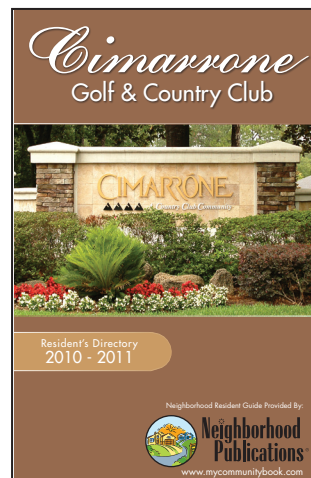 Cimarrone
Golf & Country Club
CIMARRŌNE
A Country Club Community
Resident's Directory
2010 - 2011
Neighborhood Resident Guide Provided By:
Neighborhood
Publications®
www.mycommunitybook.com